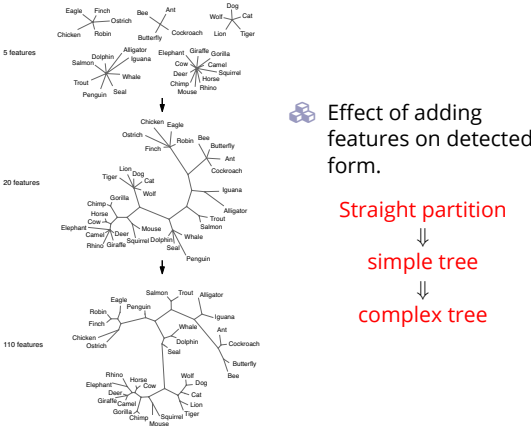 Eagle
Finch
Ostrich
Chicken
Robin
Bee
Ant
Butterfly
Cockroach
Dog
Wolf
Cat
Lion
Tiger
5 features
Alligator
Dolphin
Iguana
Salmon
Whale
Trout
Seal
Penguin
Elephant
Giraffe
Gorilla
Cow
Camel
Deer
Squirrel
Chimp
Horse
Mouse
Rhino
20 features
Chicken
Eagle
Ostrich
Finch
Robin
Bee
Butterfly
Ant
Cockroach
Lion
Dog
Tiger
Cat
Wolf
Iguana
Gorilla
Chimp
Alligator
Horse
Cow
Trout
Salmon
Elephant
Mouse
Camel
Deer
Whale
Rhino
Giraffe
Squirrel
Dolphin
Seal
Penguin
110 features
Salmon
Trout
Alligator
Eagle
Penguin
Robin
Iguana
Finch
Whale
Ant
Chicken
Dolphin
Cockroach
Ostrich
Seal
Butterfly
Bee
Rhino
Horse
Wolf
Elephant
Cow
Dog
Deer
Cat
Giraffe
Camel
Lion
Gorilla
Chimp
Squirrel
Tiger
Mouse
Effect of adding
features on detected
form.
Straight partition
⇓
simple tree
⇓
complex tree